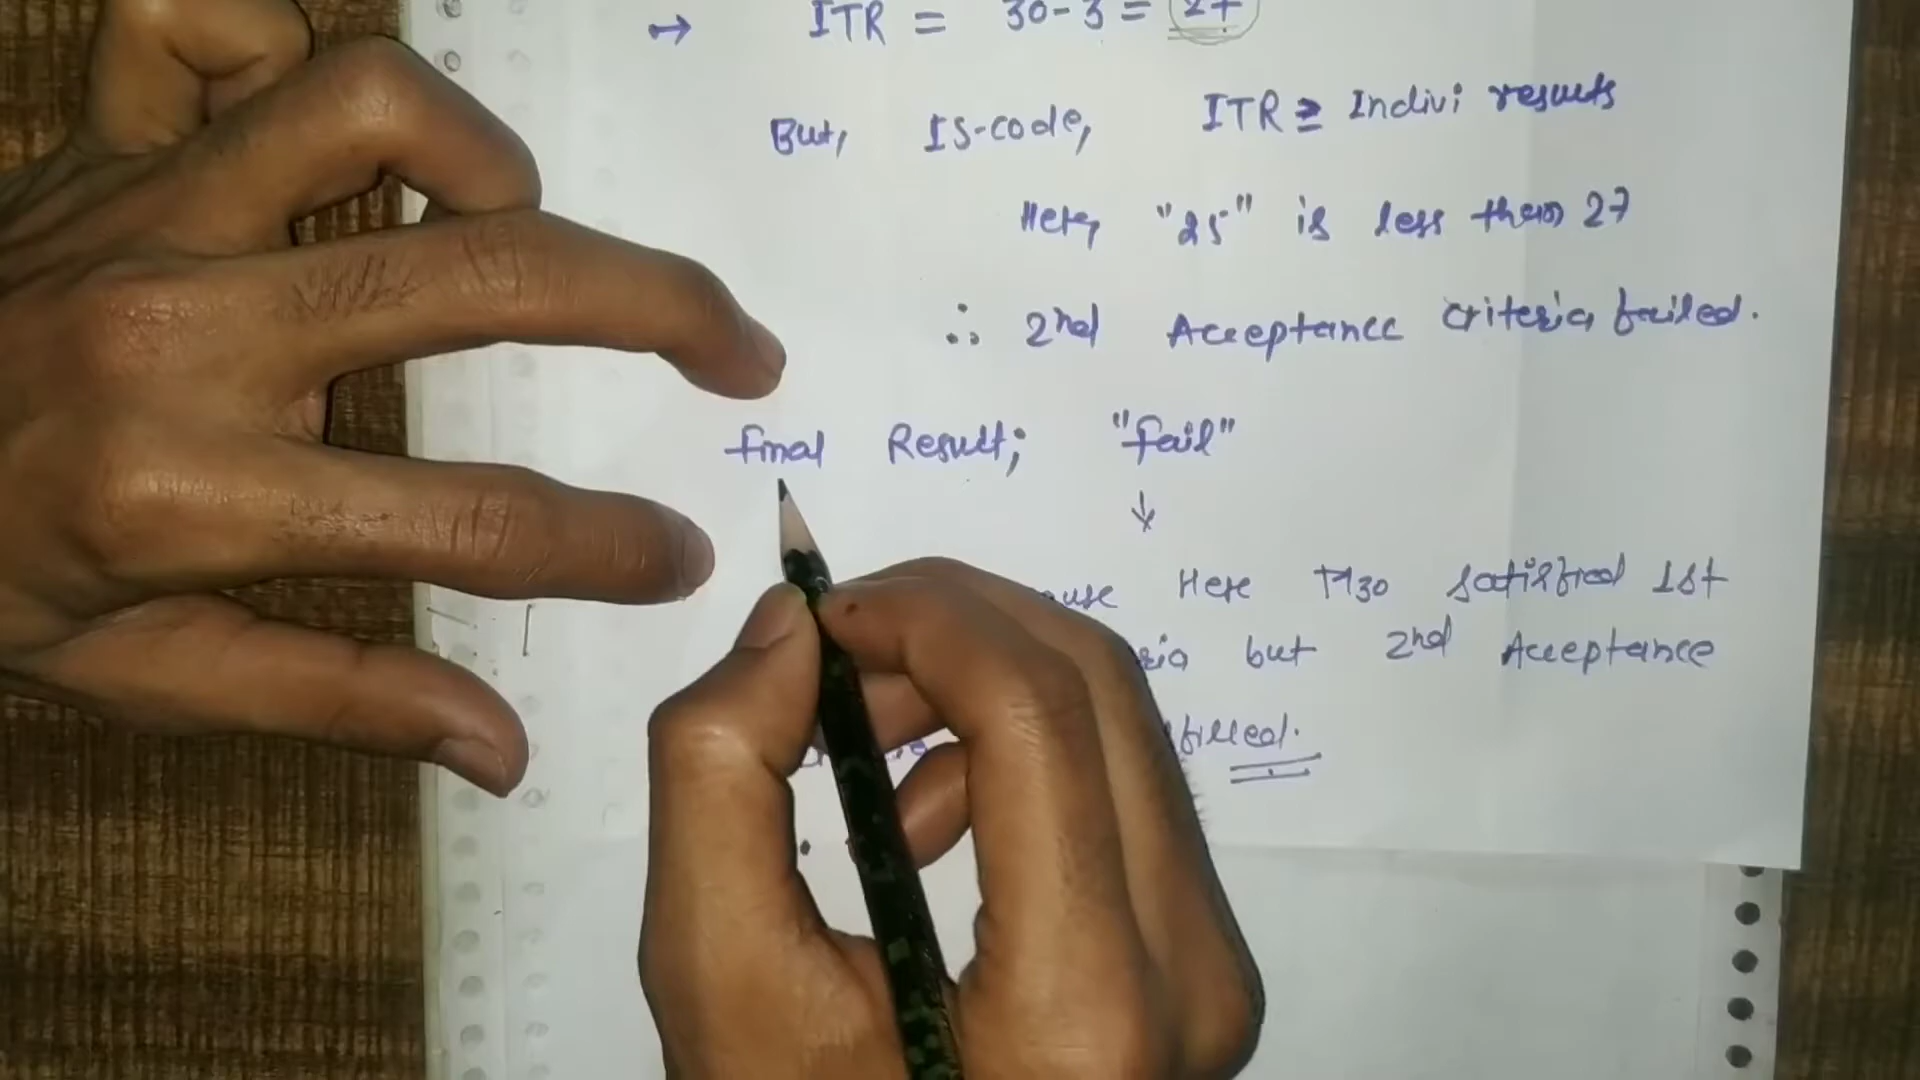 → ITR = 30-3 = 27
But, IS-code, ITR ≥ Indivi results
Here, "25" is less than 27
∴ 2nd Acceptance criteria failed.
final Result; "fail"
↓
Here M30 satisfied 1st
but 2nd Acceptance